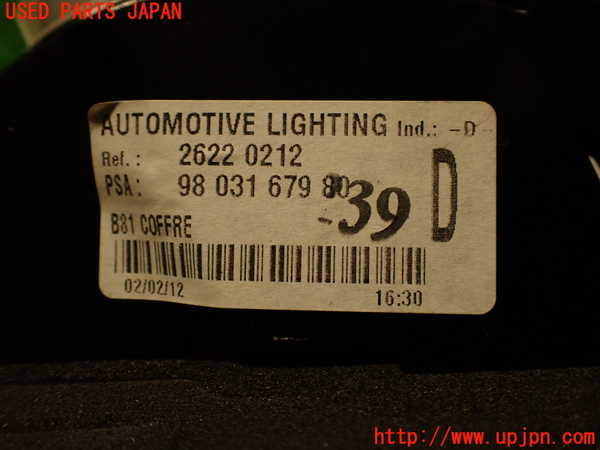 USED PARTS JAPAN
AUTOMOTIVE LIGHTING Ind.: -D-
Ref.: 2622 0212
PSA: 98 031 679 80
-39 D
B81 COFFRE
02/02/12 16:30
http://www.upjpn.com/